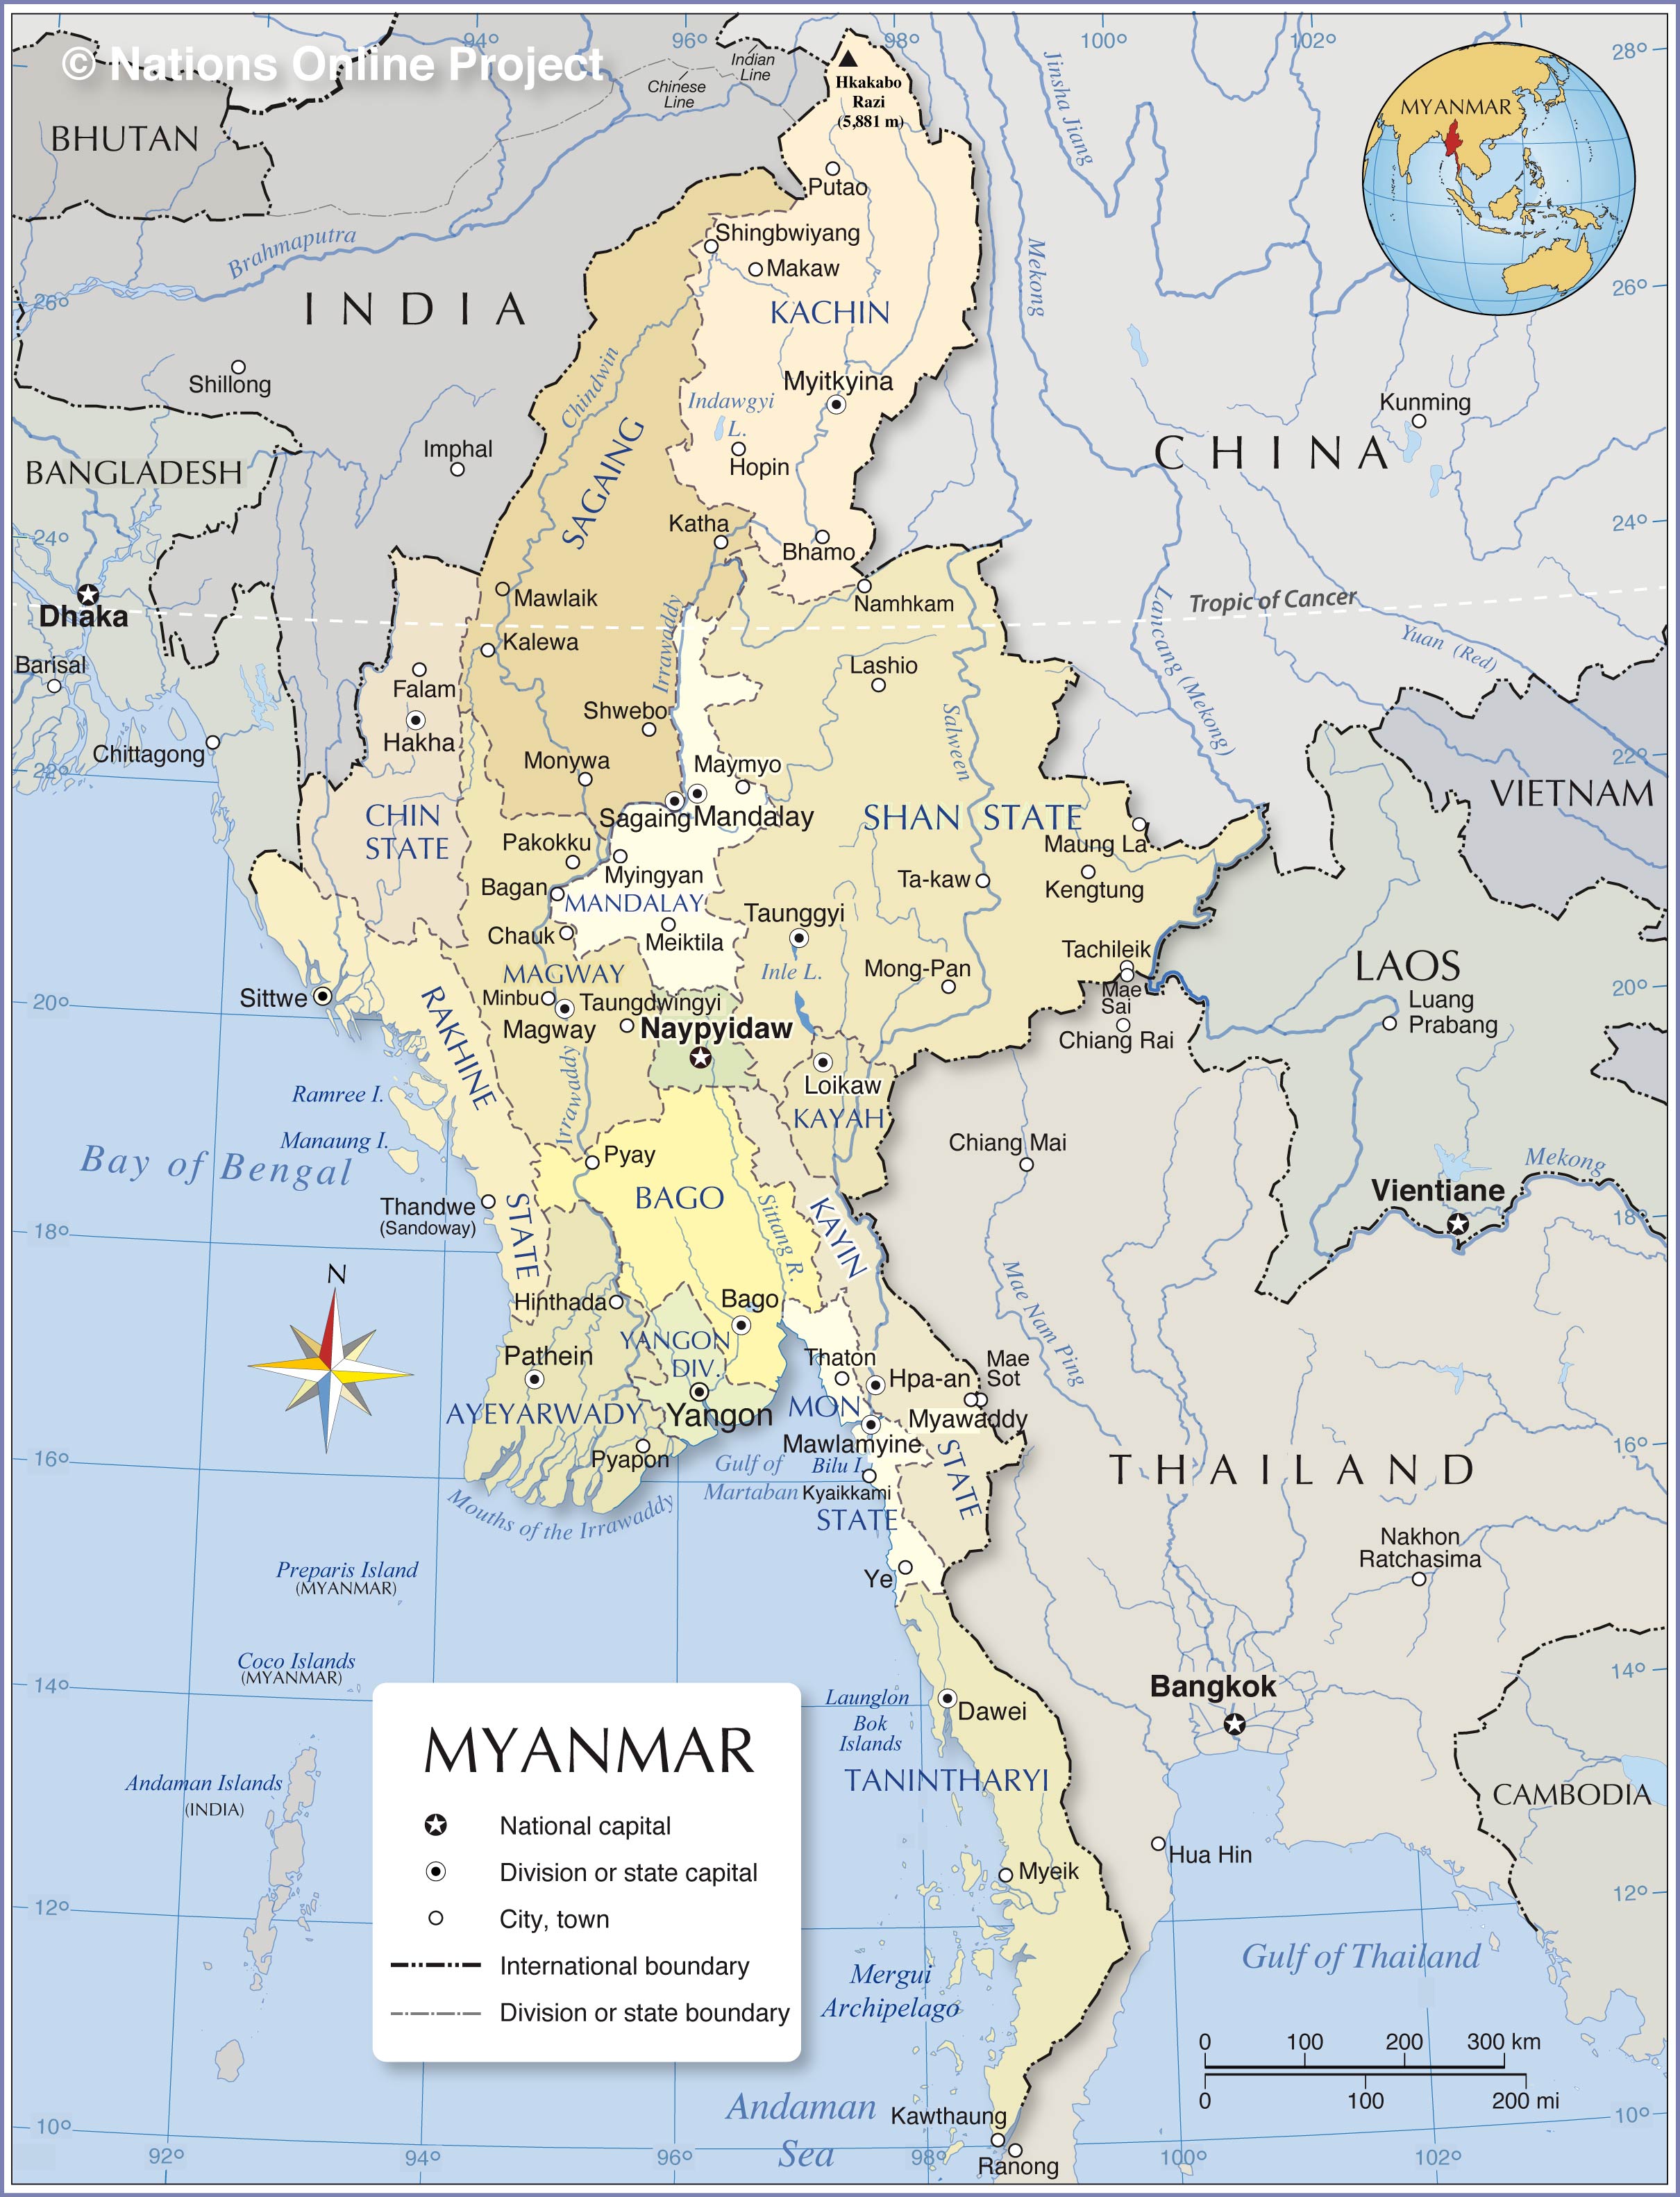 © Nations Online Project
94°
96°
98°
100°
102°
28°
Indian
Line
Chinese
Line
Hkakabo
Razi
(5,881 m)
Jinsha Jiang
MYANMAR
BHUTAN
Putao
Brahmaputra
Shingbwiyang
Makaw
Mekong
26°
26°
INDIA
KACHIN
Chindwin
Shillong
Myitkyina
Indawgyi
L.
Kunming
CHINA
Imphal
Hopin
BANGLADESH
SAGAING
24°
24°
Katha
Bhamo
Dhaka
Mawlaik
Namhkam
Tropic of Cancer
Lancang (Mekong)
Yuan (Red)
Kalewa
Irrawaddy
Barisal
Falam
Lashio
Hakha
Shwebo
Salween
Chittagong
22°
22°
Monywa
Maymyo
VIETNAM
CHIN
STATE
Sagaing
Mandalay
SHAN STATE
Maung La
Pakokku
Myingyan
Bagan
MANDALAY
Ta-kaw
Kengtung
Taunggyi
Chauk
Meiktila
Tachileik
Inle L.
Mong-Pan
LAOS
MAGWAY
Mae
Sai
Sittwe
20°
20°
Minbu
Taungdwingyi
Magway
Naypyidaw
Luang
Prabang
Chiang Rai
RAKHINE
STATE
Irrawaddy
Loikaw
Ramree I.
KAYAH
Manaung I.
Chiang Mai
Bay of Bengal
Pyay
Mekong
BAGO
Vientiane
Thandwe
(Sandoway)
Sittang R.
KAYIN
STATE
18°
18°
N
Hinthada
Bago
Mae Nam Ping
YANGON
DIV.
Pathein
Thaton
Hpa-an
Mae
Sot
AYEYARWADY
Yangon
MON
STATE
Myawaddy
Mawlamyine
Pyapon
16°
16°
Gulf of
Martaban
Bilu I.
Kyaikkami
THAILAND
Mouths of the Irrawaddy
Nakhon
Ratchasima
Preparis Island
(MYANMAR)
Ye
Coco Islands
(MYANMAR)
14°
14°
Bangkok
Launglon
Bok
Islands
Dawei
MYANMAR
TANINTHARYI
Andaman Islands
(INDIA)
CAMBODIA
National capital
Hua Hin
Division or state capital
Myeik
12°
12°
City, town
International boundary
Gulf of Thailand
Mergui
Archipelago
Division or state boundary
0 100 200 300 km
0 100 200 mi
Andaman
Sea
Kawthaung
10°
10°
Ranong
92°
94°
96°
98°
100°
102°